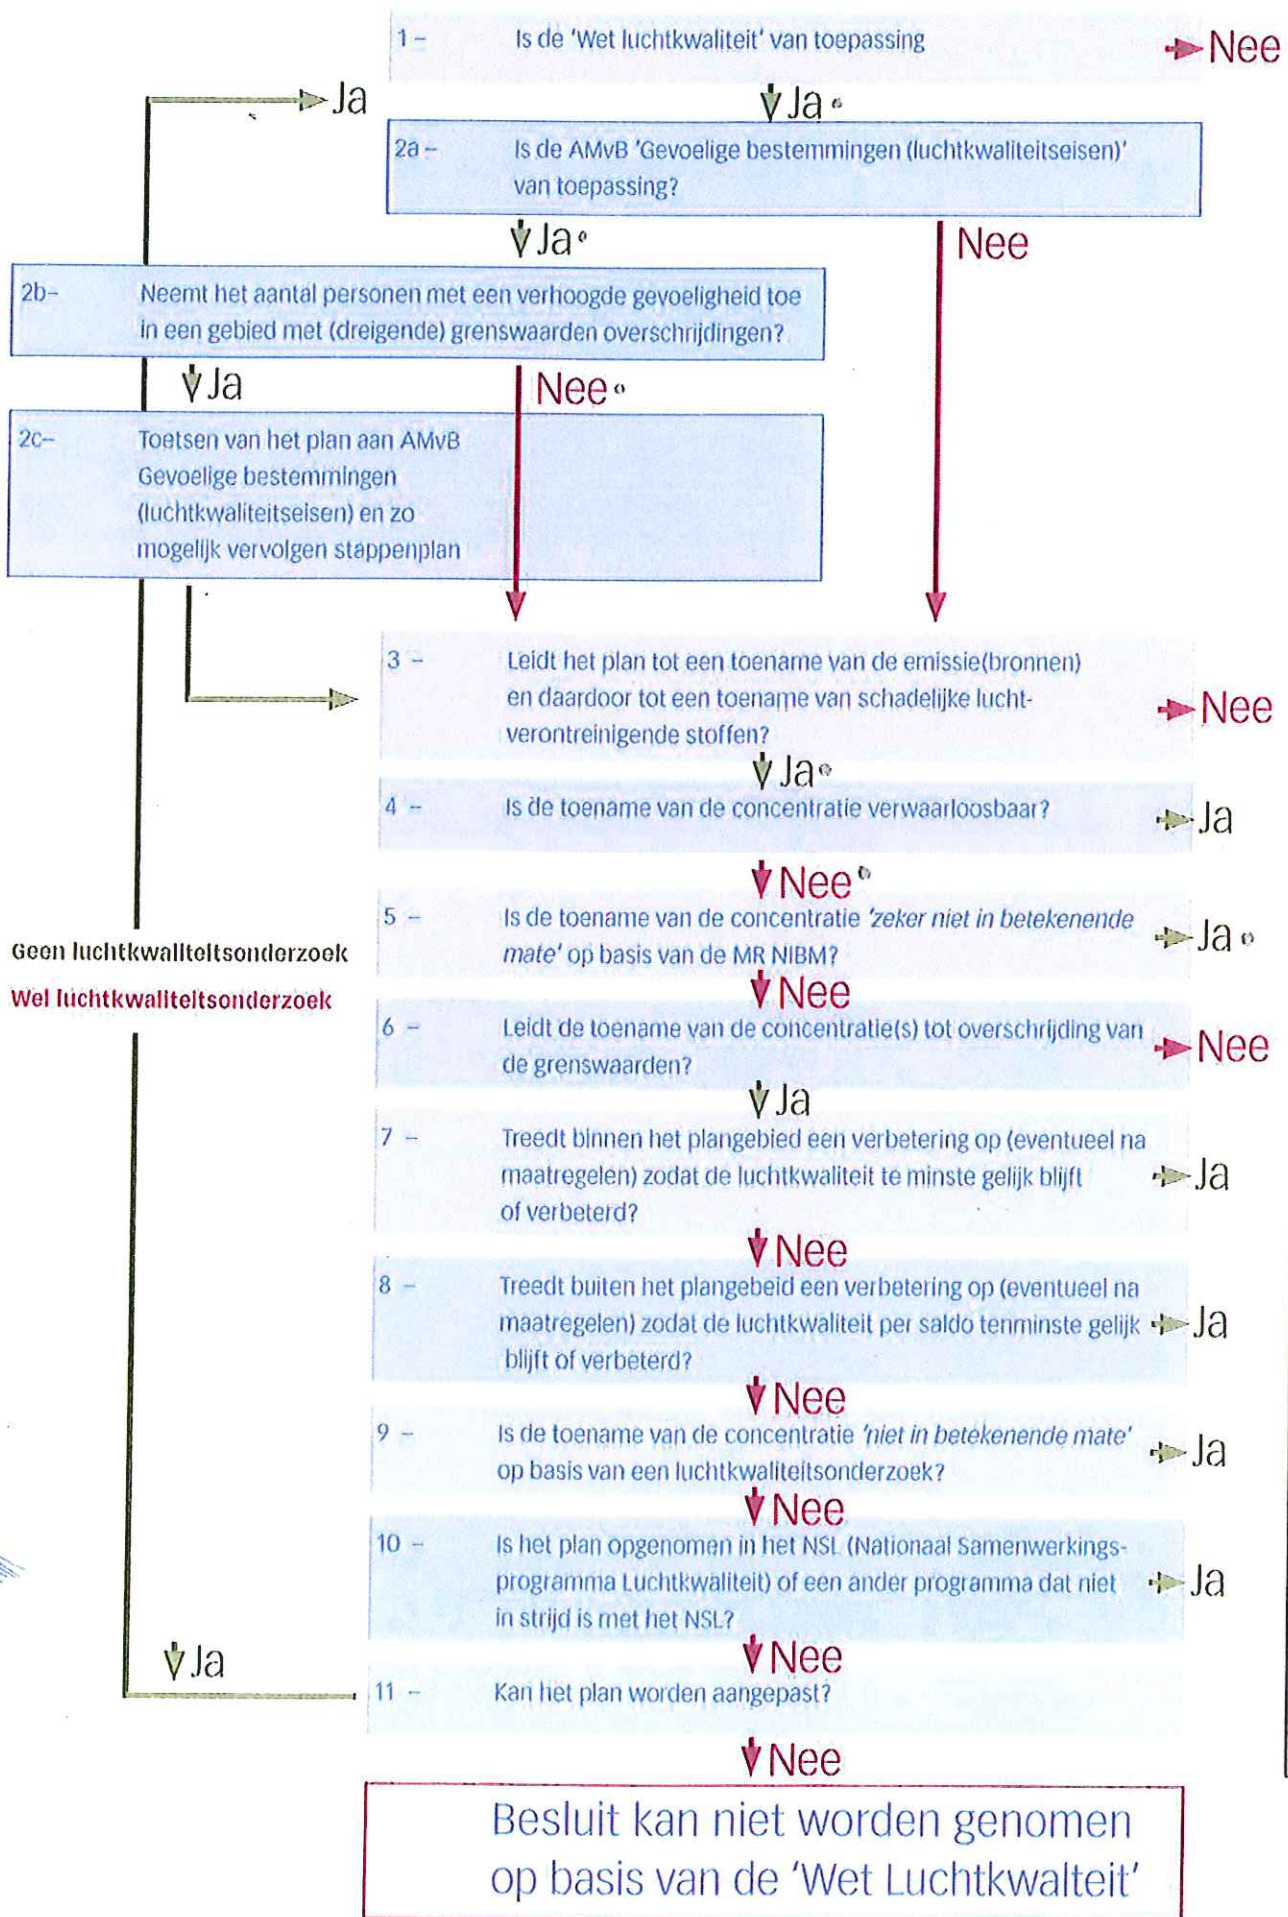 1 – Is de 'Wet luchtkwaliteit' van toepassing
Nee
Ja
Ja
2a – Is de AMvB 'Gevoelige bestemmingen (luchtkwaliteitseisen)'
van toepassing?
Ja
Nee
2b– Neemt het aantal personen met een verhoogde gevoeligheid toe
in een gebied met (dreigende) grenswaarden overschrijdingen?
Ja
Nee
2c– Toetsen van het plan aan AMvB
Gevoelige bestemmingen
(luchtkwaliteitseisen) en zo
mogelijk vervolgen stappenplan
3 – Leidt het plan tot een toename van de emissie(bronnen)
en daardoor tot een toename van schadelijke lucht-
verontreinigende stoffen?
Nee
Ja
4 – Is de toename van de concentratie verwaarloosbaar?
Ja
Nee
5 – Is de toename van de concentratie 'zeker niet in betekenende
mate' op basis van de MR NIBM?
Ja
Nee
Geen luchtkwaliteitsonderzoek
Wel luchtkwaliteitsonderzoek
6 – Leidt de toename van de concentratie(s) tot overschrijding van
de grenswaarden?
Nee
Ja
7 – Treedt binnen het plangebied een verbetering op (eventueel na
maatregelen) zodat de luchtkwaliteit te minste gelijk blijft
of verbeterd?
Ja
Nee
8 – Treedt buiten het plangebeid een verbetering op (eventueel na
maatregelen) zodat de luchtkwaliteit per saldo tenminste gelijk
blijft of verbeterd?
Ja
Nee
9 – Is de toename van de concentratie 'niet in betekenende mate'
op basis van een luchtkwaliteitsonderzoek?
Ja
Nee
10 – Is het plan opgenomen in het NSL (Nationaal Samenwerkings-
programma Luchtkwaliteit) of een ander programma dat niet
in strijd is met het NSL?
Ja
Nee
Ja
11 – Kan het plan worden aangepast?
Nee
Besluit kan niet worden genomen
op basis van de 'Wet Luchtkwalteit'